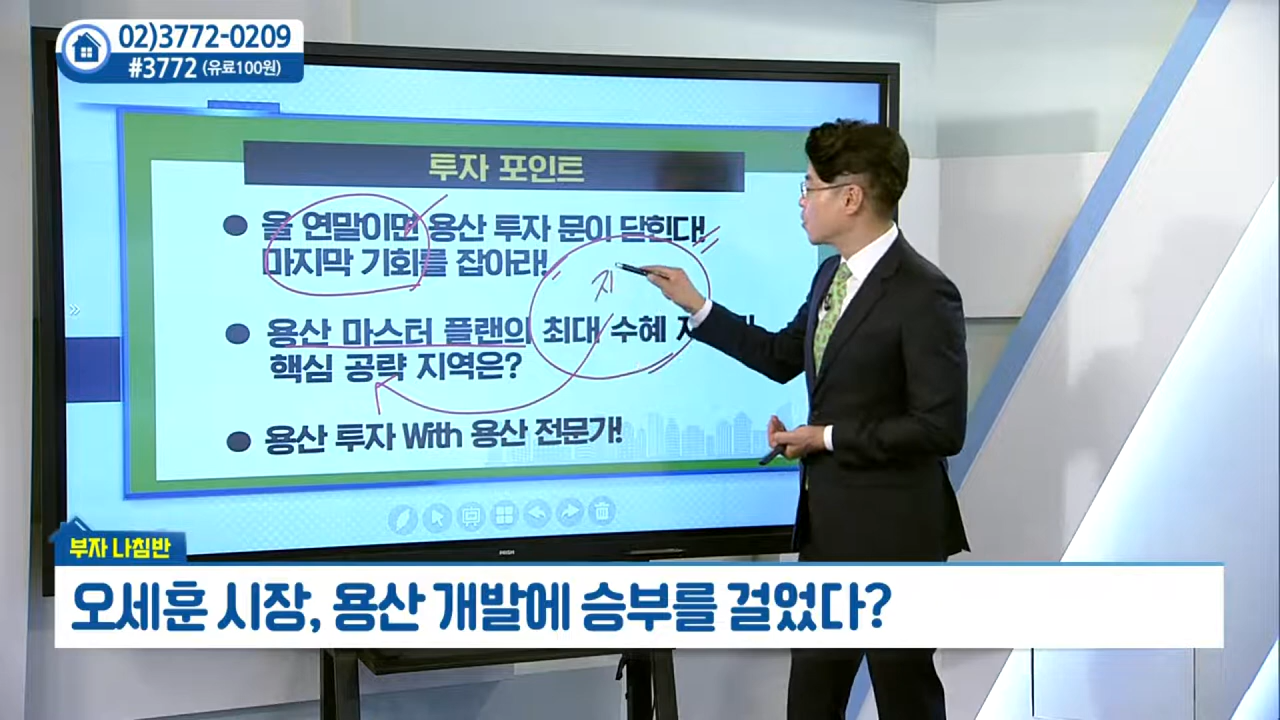 02)3772-0209
#3772 (유료100원)
투자 포인트
올 연말이면 용산 투자 문이 닫힌다!
마지막 기회를 잡아라!
용산 마스터 플랜의 최대 수혜
핵심 공략 지역은?
용산 투자 With 용산 전문가!
지
부자 나침반
오세훈 시장, 용산 개발에 승부를 걸었다?